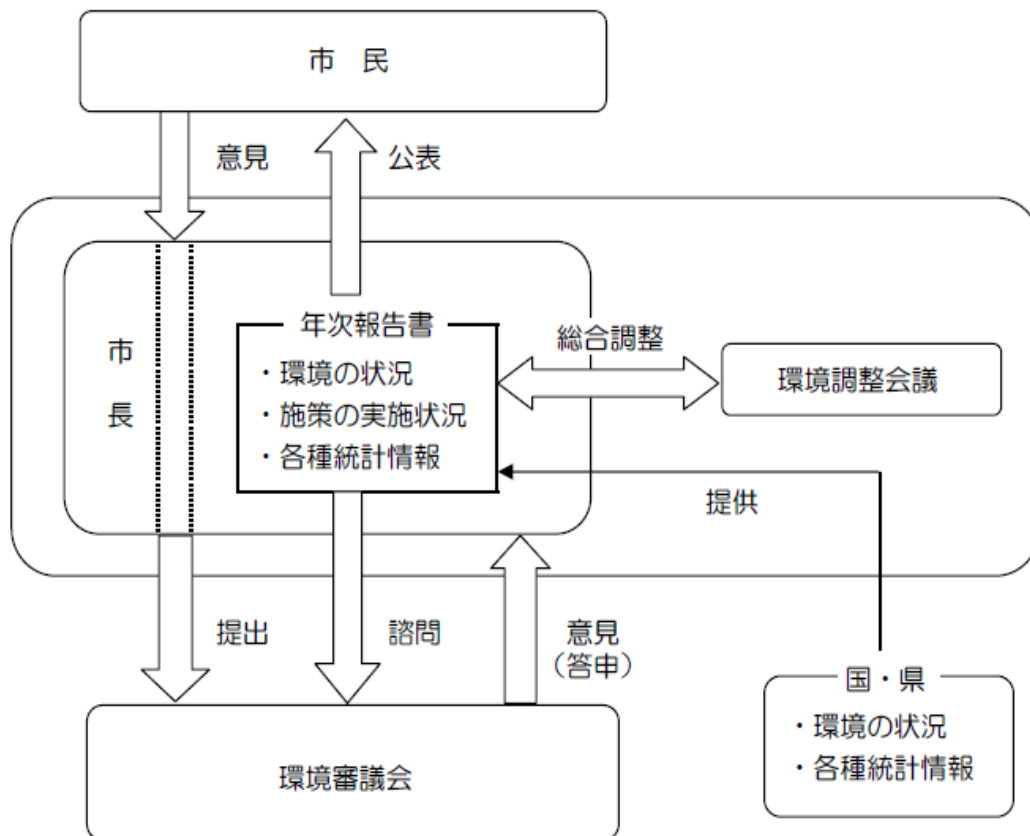 市　民
意見
公表
市
長
年次報告書
・環境の状況
・施策の実施状況
・各種統計情報
総合調整
環境調整会議
提供
提出
諮問
意見
（答申）
国・県
・環境の状況
・各種統計情報
環境審議会